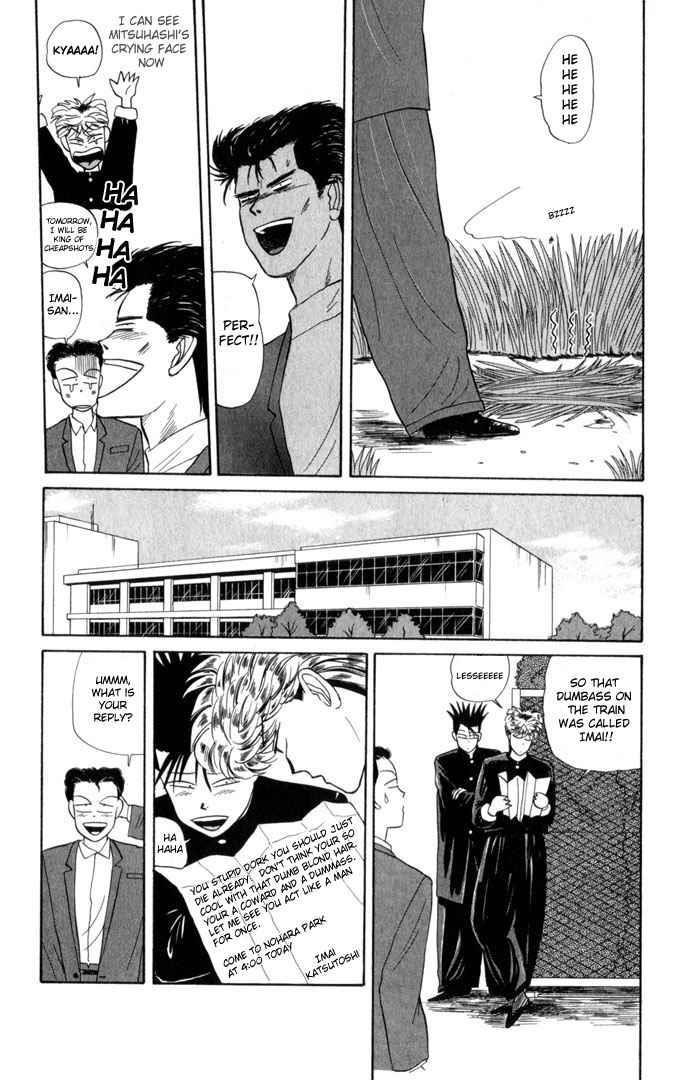 HE
HE
HE
HE
HE
BZZZZ
PER-
FECT!!
I CAN SEE
MITSUHASHI'S
CRYING FACE
NOW
KYAAAA!
HA
HA
HA
HA
TOMORROW,
I WILL BE
KING OF
CHEAPSHOTS
IMAI-
SAN...
SO THAT
DUMBASS ON
THE TRAIN
WAS CALLED
IMAI!!
LESSEEEEE
HA
HAHA
YOU STUPID DORK YOU SHOULD JUST
DIE ALREADY. DON'T THINK YOUR SO
COOL WITH THAT DUMB BLOND HAIR.
YOUR A COWARD AND A DUMMASS.
LET ME SEE YOU ACT LIKE A MAN
FOR ONCE.
COME TO NOHARA PARK
AT 4:00 TODAY
IMAI
KATSUTOSHI
UMMM,
WHAT IS
YOUR
REPLY?